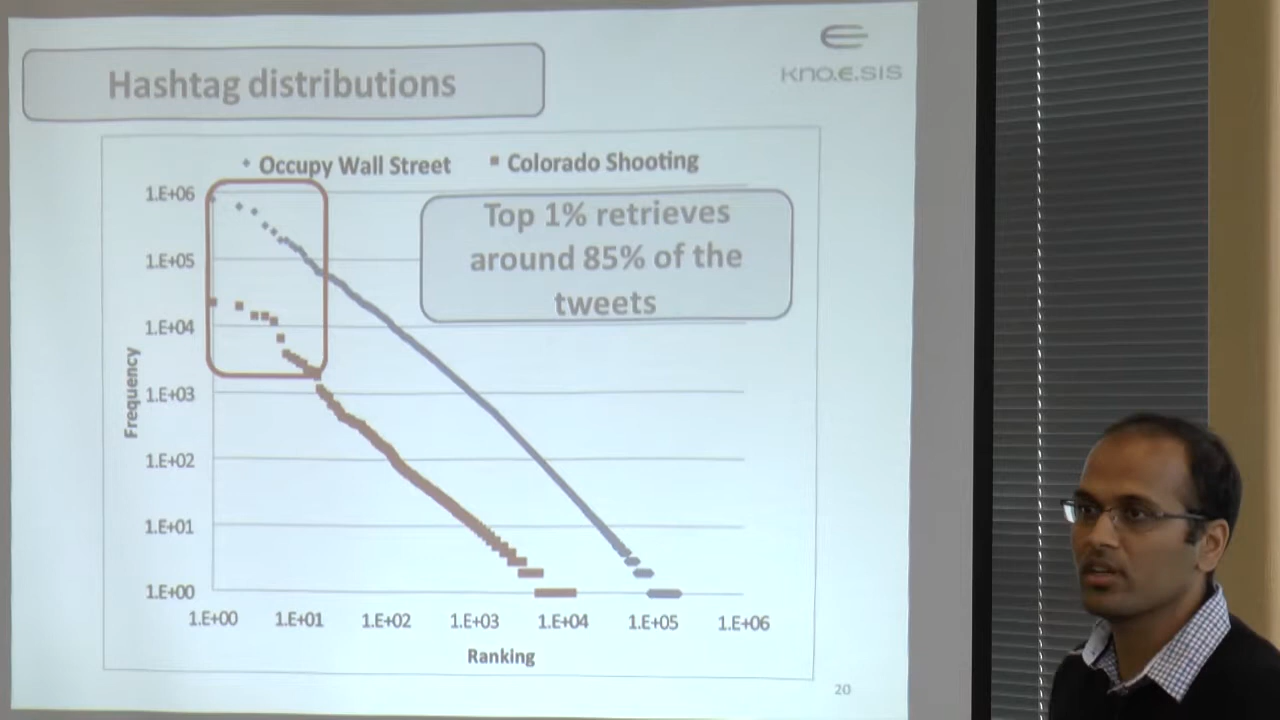 Hashtag distributions
kno.e.sis
Occupy Wall Street
Colorado Shooting
Top 1% retrieves
around 85% of the
tweets
Frequency
1.E+06
1.E+05
1.E+04
1.E+03
1.E+02
1.E+01
1.E+00
1.E+00 1.E+01 1.E+02 1.E+03 1.E+04 1.E+05 1.E+06
Ranking
20